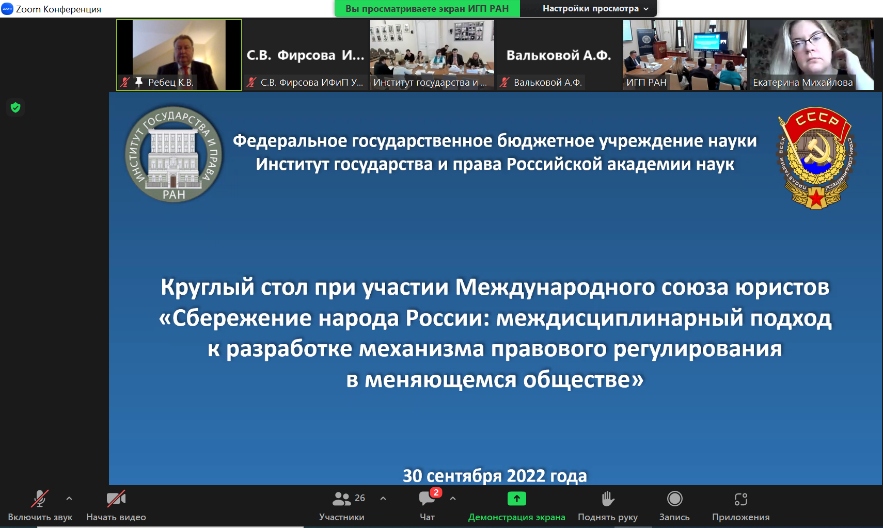 Zoom Конференция
Вы просматриваете экран ИГП РАН
Настройки просмотра
С.В. Фирсова И...
Вальковой А.Ф.
Ребец К.В.
С.В. Фирсова ИФиП У...
Институт государства и ...
Вальковой А.Ф.
ИГП РАН
Екатерина Михайлова
ИНСТИТУТ ГОСУДАРСТВА И ПРАВА
РАН
СССР
Федеральное государственное бюджетное учреждение науки
Институт государства и права Российской академии наук
Круглый стол при участии Международного союза юристов
«Сбережение народа России: междисциплинарный подход
к разработке механизма правового регулирования
в меняющемся обществе»
30 сентября 2022 года
26
2
Включить звук
Начать видео
Участники
Чат
Демонстрация экрана
Поднять руку
Запись
Приложения